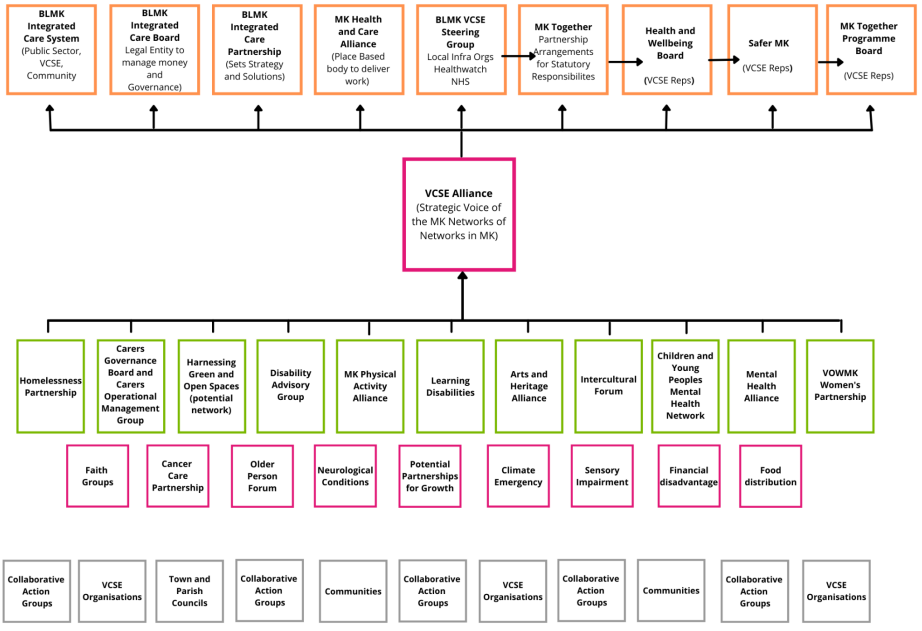 BLMK
Integrated
Care System
(Public Sector,
VCSE,
Community
BLMK
Integrated
Care Board
Legal Entity to
manage money
and
Governance)
BLMK
Integrated
Care
Partnership
(Sets Strategy
and Solutions)
MK Health
and Care
Alliance
(Place Based
body to deliver
work)
BLMK VCSE
Steering
Group
Local Infra Orgs
Healthwatch
NHS
MK Together
Partnership
Arrangements
for Statutory
Responsibilites
Health and
Wellbeing
Board
(VCSE Reps)
Safer MK
(VCSE Reps)
MK Together
Programme
Board
(VCSE Reps)
VCSE Alliance
(Strategic Voice of
the MK Networks of
Networks in MK)
Homelessness
Partnership
Carers
Governance
Board and
Carers
Operational
Management
Group
Harnessing
Green and
Open Spaces
(potential
network)
Disability
Advisory
Group
MK Physical
Activity
Alliance
Learning
Disabilities
Arts and
Heritage
Alliance
Intercultural
Forum
Children and
Young
Peoples
Mental
Health
Network
Mental
Health
Alliance
VOWMK
Women's
Partnership
Faith
Groups
Cancer
Care
Partnership
Older
Person
Forum
Neurological
Conditions
Potential
Partnerships
for Growth
Climate
Emergency
Sensory
Impairment
Financial
disadvantage
Food
distribution
Collaborative
Action
Groups
VCSE
Organisations
Town and
Parish
Councils
Collaborative
Action
Groups
Communities
Collaborative
Action
Groups
VCSE
Organisations
Collaborative
Action
Groups
Communities
Collaborative
Action
Groups
VCSE
Organisations